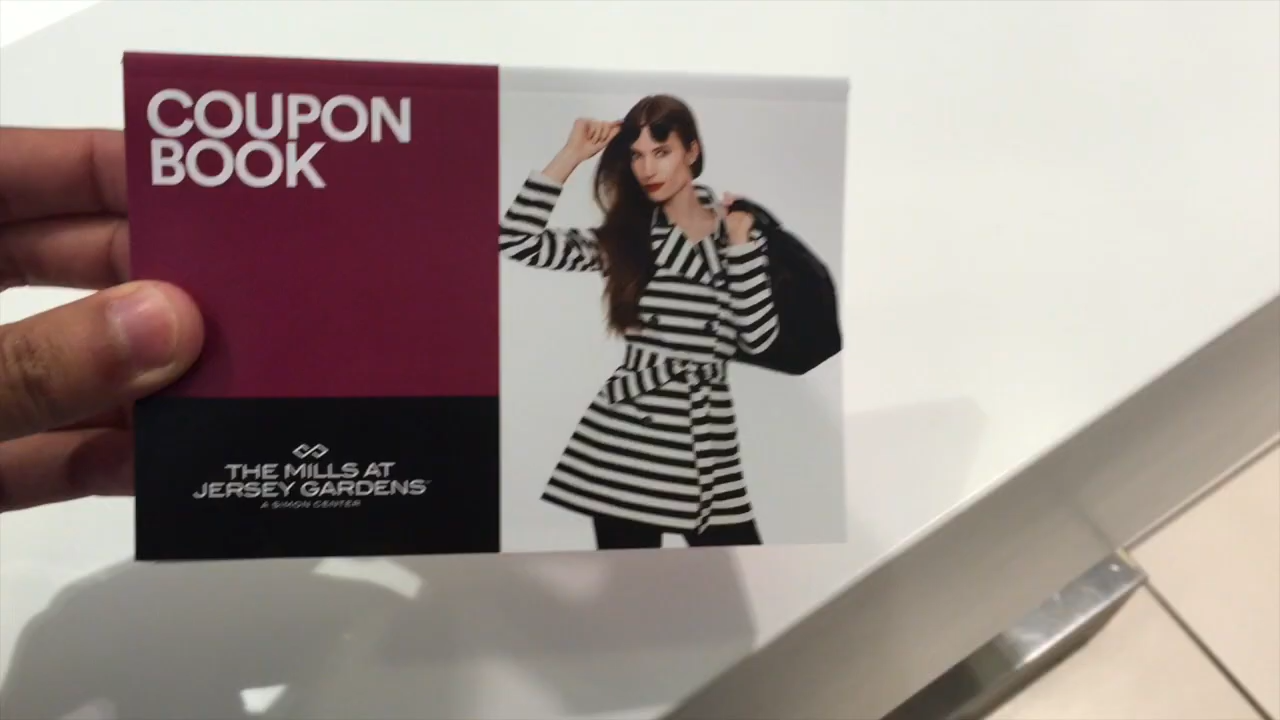 COUPON
BOOK
THE MILLS AT
JERSEY GARDENS
A SIMON CENTER